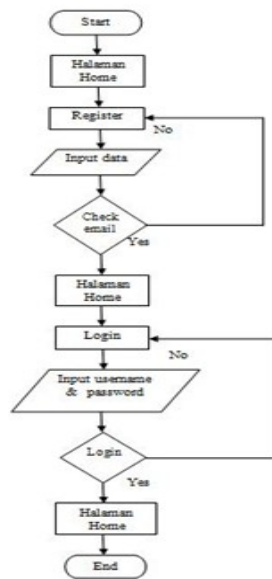 Start
Halaman
Home
Register
No
Input data
Check
email
Yes
Halaman
Home
Login
No
Input username
& password
Login
Yes
Halaman
Home
End